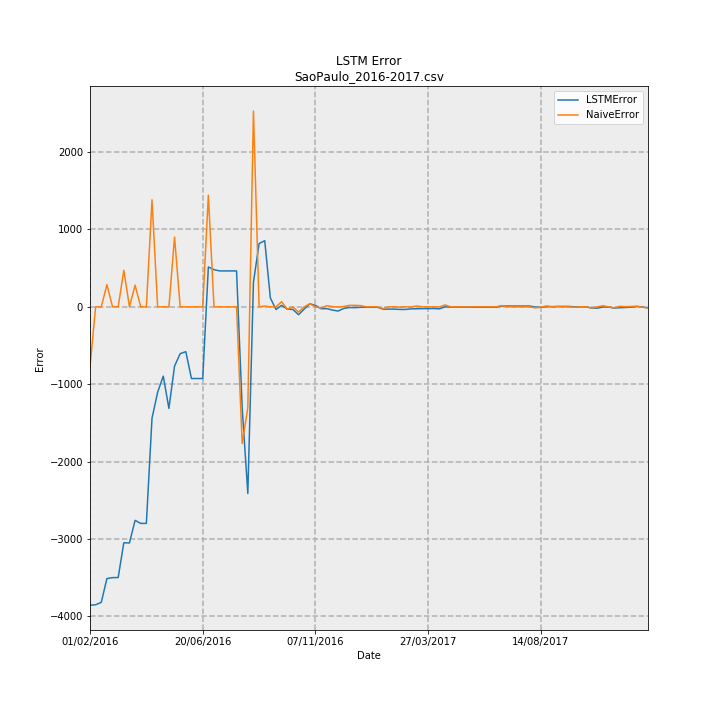 LSTM Error
SaoPaulo_2016-2017.csv
LSTMError
NaiveError
2000
1000
0
−1000
−2000
−3000
−4000
Error
01/02/2016 20/06/2016 07/11/2016 27/03/2017 14/08/2017
Date